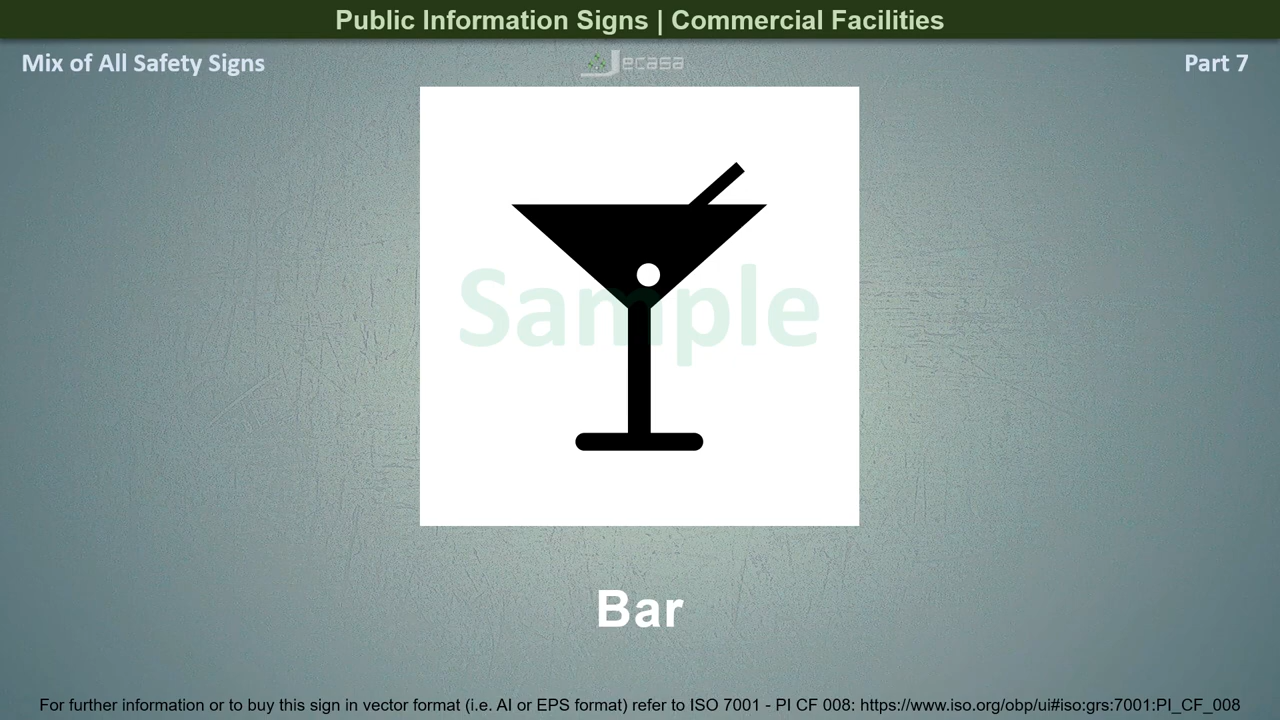 Public Information Signs | Commercial Facilities
Mix of All Safety Signs
Jecasa
Part 7
Sample
Bar
For further information or to buy this sign in vector format (i.e. AI or EPS format) refer to ISO 7001 - PI CF 008: https://www.iso.org/obp/ui#iso:grs:7001:PI_CF_008